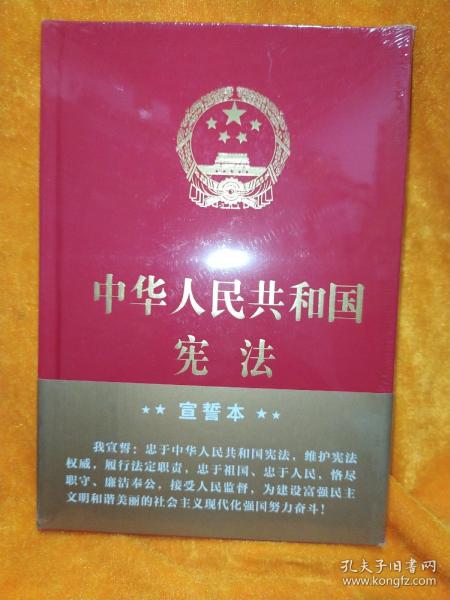 中华人民共和国
宪法
★★ 宣誓本 ★★
我宣誓：忠于中华人民共和国宪法，维护宪法
权威，履行法定职责，忠于祖国、忠于人民，恪尽
职守、廉洁奉公，接受人民监督，为建设富强民主
文明和谐美丽的社会主义现代化强国努力奋斗！
孔夫子旧书网
www.kongfz.com